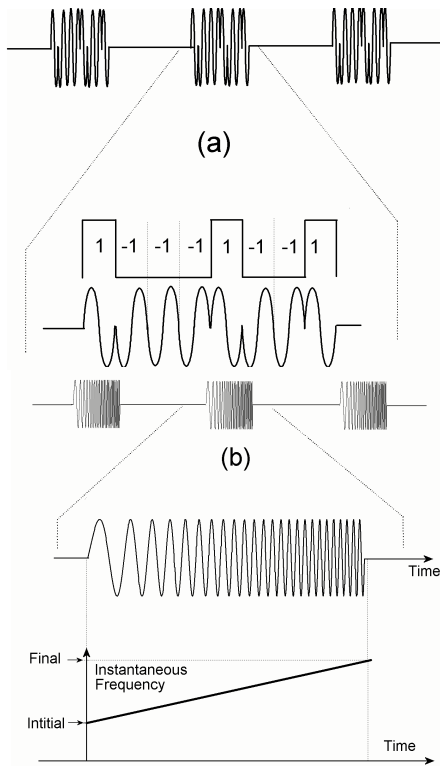 (a)
1 -1 -1 -1 1 -1 -1 1
(b)
Time
Final
Instantaneous
Frequency
Intitial
Time